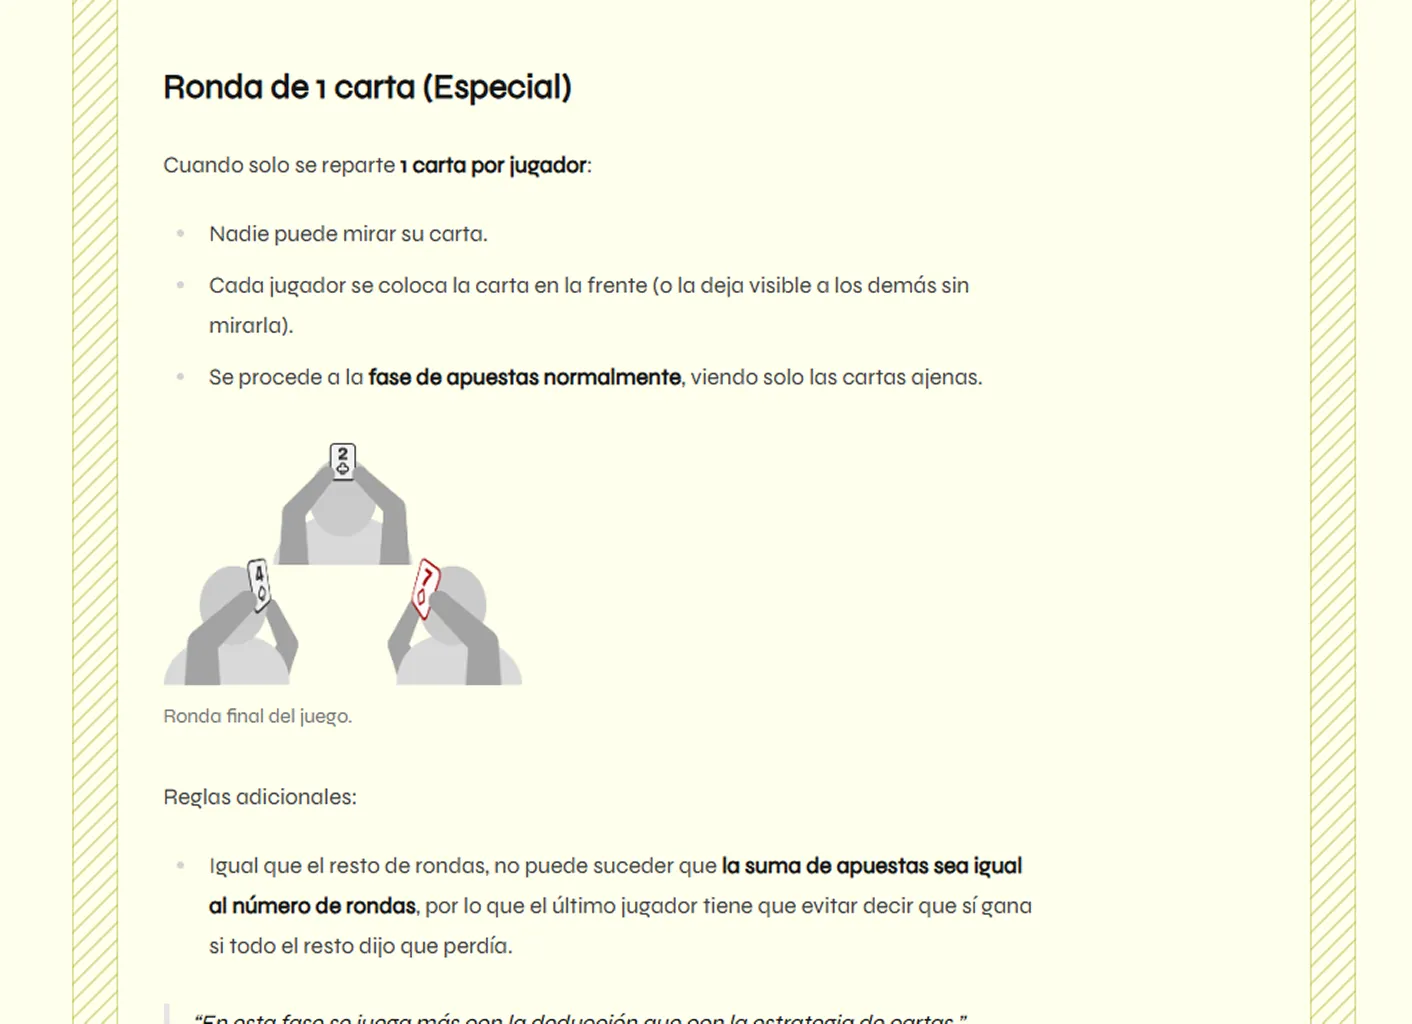 Ronda de 1 carta (Especial)
Cuando solo se reparte 1 carta por jugador:
Nadie puede mirar su carta.
Cada jugador se coloca la carta en la frente (o la deja visible a los demás sin
mirarla).
Se procede a la fase de apuestas normalmente, viendo solo las cartas ajenas.
2
4
7
Ronda final del juego.
Reglas adicionales:
Igual que el resto de rondas, no puede suceder que la suma de apuestas sea igual
al número de rondas, por lo que el último jugador tiene que evitar decir que sí gana
si todo el resto dijo que perdía.
“En esta fase se juega más con la deducción que con la estrategia de cartas.”